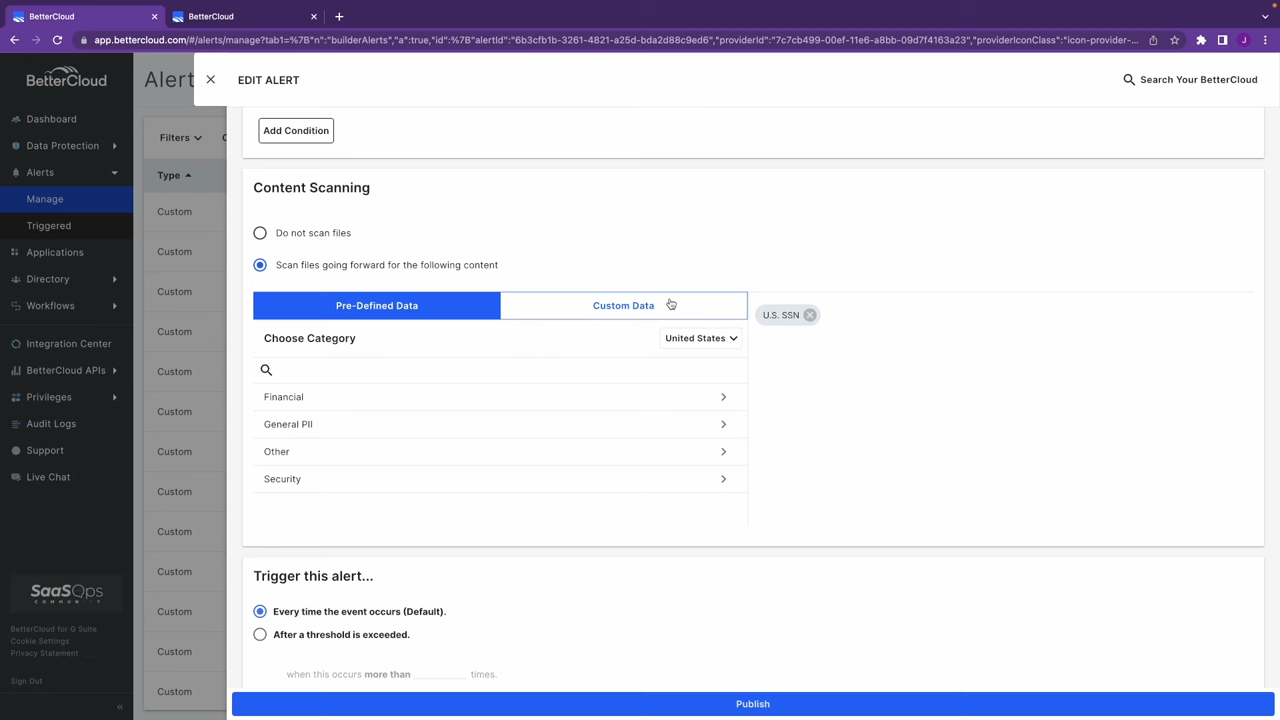 BetterCloud
BetterCloud
app.bettercloud.com/#/alerts/manage?tab1=%7B"n":"builderAlerts","a":true,"id":%7B"alertId":"6b3cfb1b-3261-4821-a25d-bda2d88c9ed6","providerId":"7c7cb499-00ef-11e6-a8bb-09d7f4163a23","providerIconClass":"icon-provider-...
J
BetterCloud
Alert
EDIT ALERT
Search Your BetterCloud
Dashboard
Data Protection
Alerts
Manage
Triggered
Applications
Directory
Workflows
Integration Center
BetterCloud APIs
Privileges
Audit Logs
Support
Live Chat
SaaSOps
COMMUNITY
BetterCloud for G Suite
Cookie Settings
Privacy Statement
Sign Out
Filters
Type
Custom
Custom
Custom
Custom
Custom
Custom
Custom
Custom
Custom
Custom
Custom
Custom
Custom
Add Condition
Content Scanning
Do not scan files
Scan files going forward for the following content
Pre-Defined Data
Custom Data
U.S. SSN
Choose Category
United States
Financial
General PII
Other
Security
Trigger this alert...
Every time the event occurs (Default).
After a threshold is exceeded.
when this occurs more than ................... times.
Publish